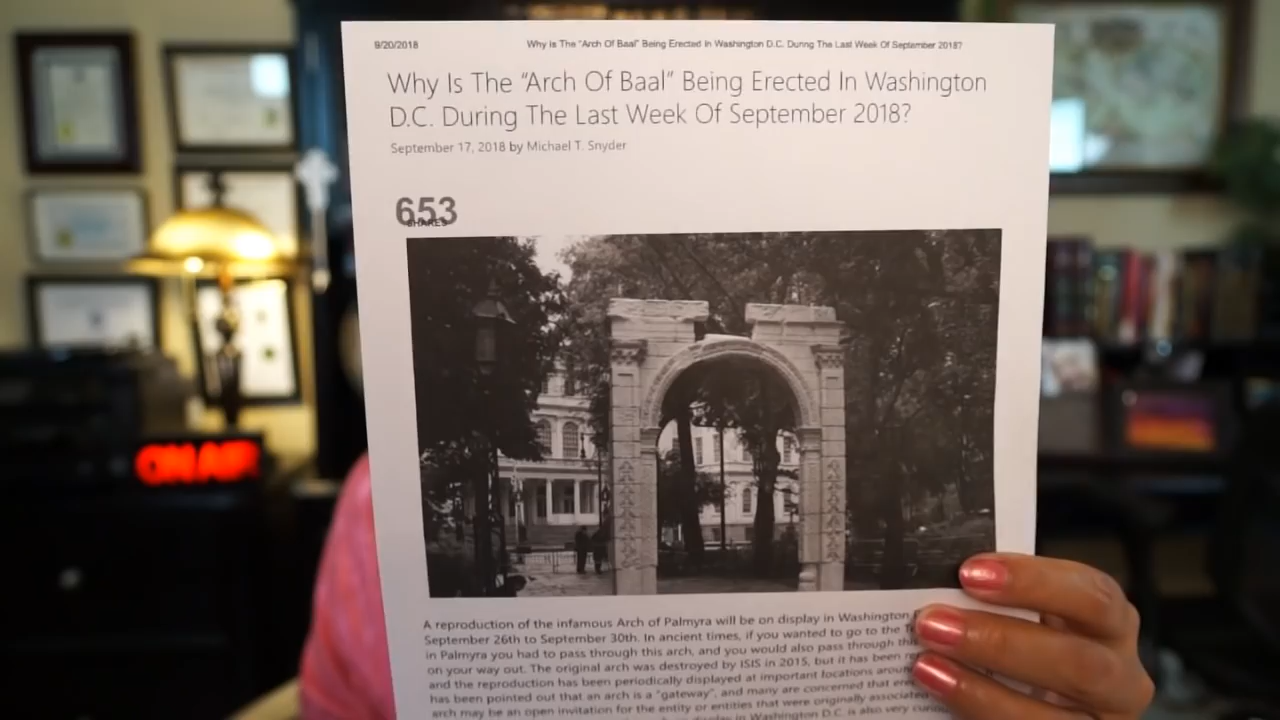 9/20/2018 Why Is The "Arch Of Baal" Being Erected In Washington D.C. During The Last Week Of September 2018?
Why Is The “Arch Of Baal” Being Erected In Washington
D.C. During The Last Week Of September 2018?
September 17, 2018 by Michael T. Snyder
653
SHARES
A reproduction of the infamous Arch of Palmyra will be on display in Washington
September 26th to September 30th. In ancient times, if you wanted to go to the
in Palmyra you had to pass through this arch, and you would also pass through this
on your way out. The original arch was destroyed by ISIS in 2015, but it has been
and the reproduction has been periodically displayed at important locations
has been pointed out that an arch is a "gateway", and many are concerned that
arch may be an open invitation for the entity or entities that were originally
display in Washington D.C. is also very
ON AIR